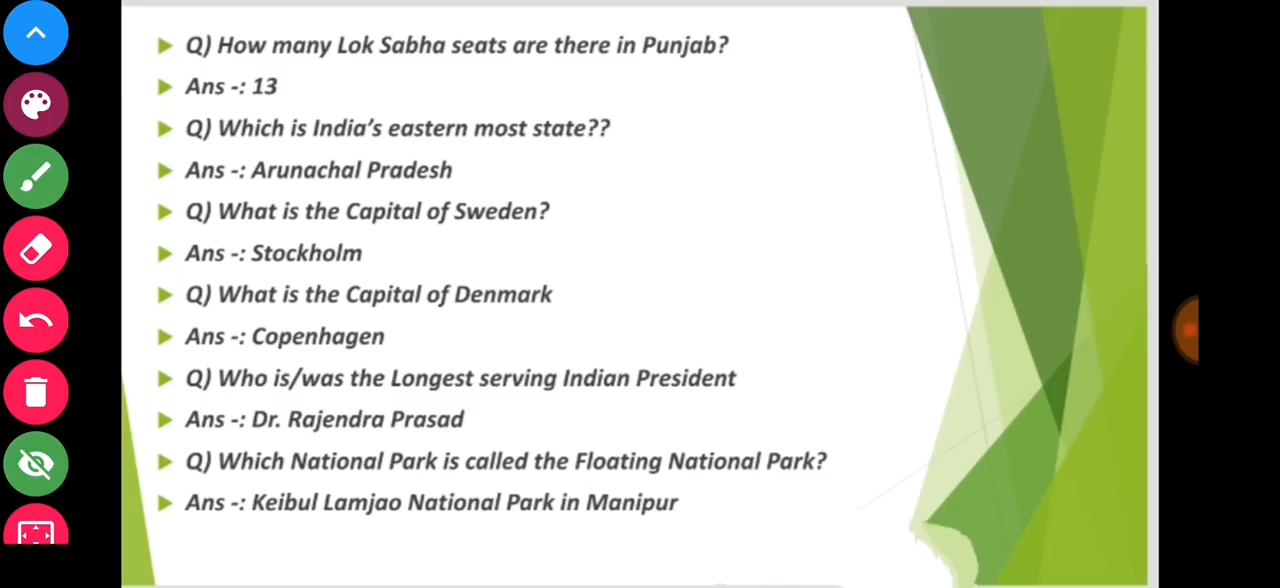 Q) How many Lok Sabha seats are there in Punjab?
Ans -: 13
Q) Which is India's eastern most state??
Ans -: Arunachal Pradesh
Q) What is the Capital of Sweden?
Ans -: Stockholm
Q) What is the Capital of Denmark
Ans -: Copenhagen
Q) Who is/was the Longest serving Indian President
Ans -: Dr. Rajendra Prasad
Q) Which National Park is called the Floating National Park?
Ans -: Keibul Lamjao National Park in Manipur